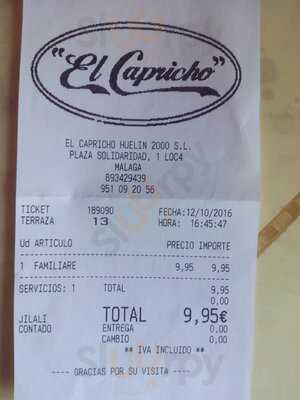 "El Capricho"
EL CAPRICHO HUELIN 2000 S.L.
PLAZA SOLIDARIDAD, 1 LOC4
MALAGA
B93429439
951 09 20 56
TICKET 189090 FECHA:12/10/2016
TERRAZA 13 HORA: 16:45:47
Ud ARTICULO PRECIO IMPORTE
1 FAMILIARE 9,95 9,95
SERVICIOS: 1 TOTAL 9,95
0,00
JILALI TOTAL 9,95€
CONTADO ENTREGA 0,00
CAMBIO 0,00
** IVA INCLUIDO **
---- GRACIAS POR SU VISITA ----